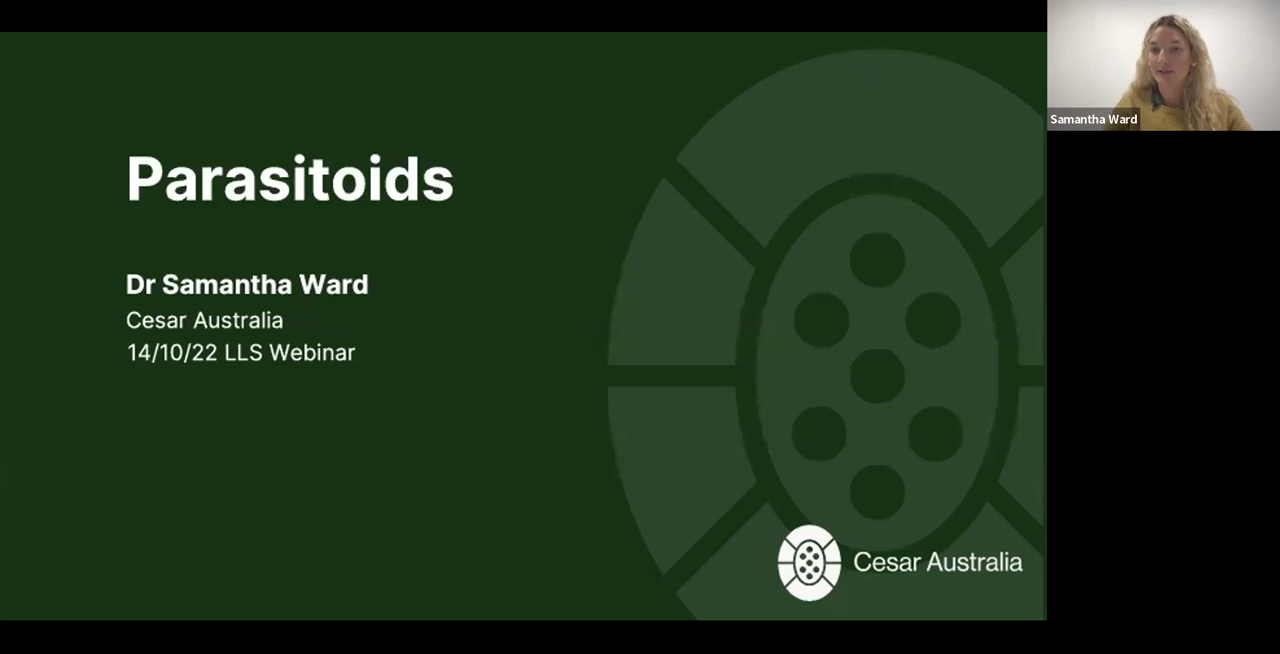 Parasitoids
Dr Samantha Ward
Cesar Australia
14/10/22 LLS Webinar
Cesar Australia
Samantha Ward